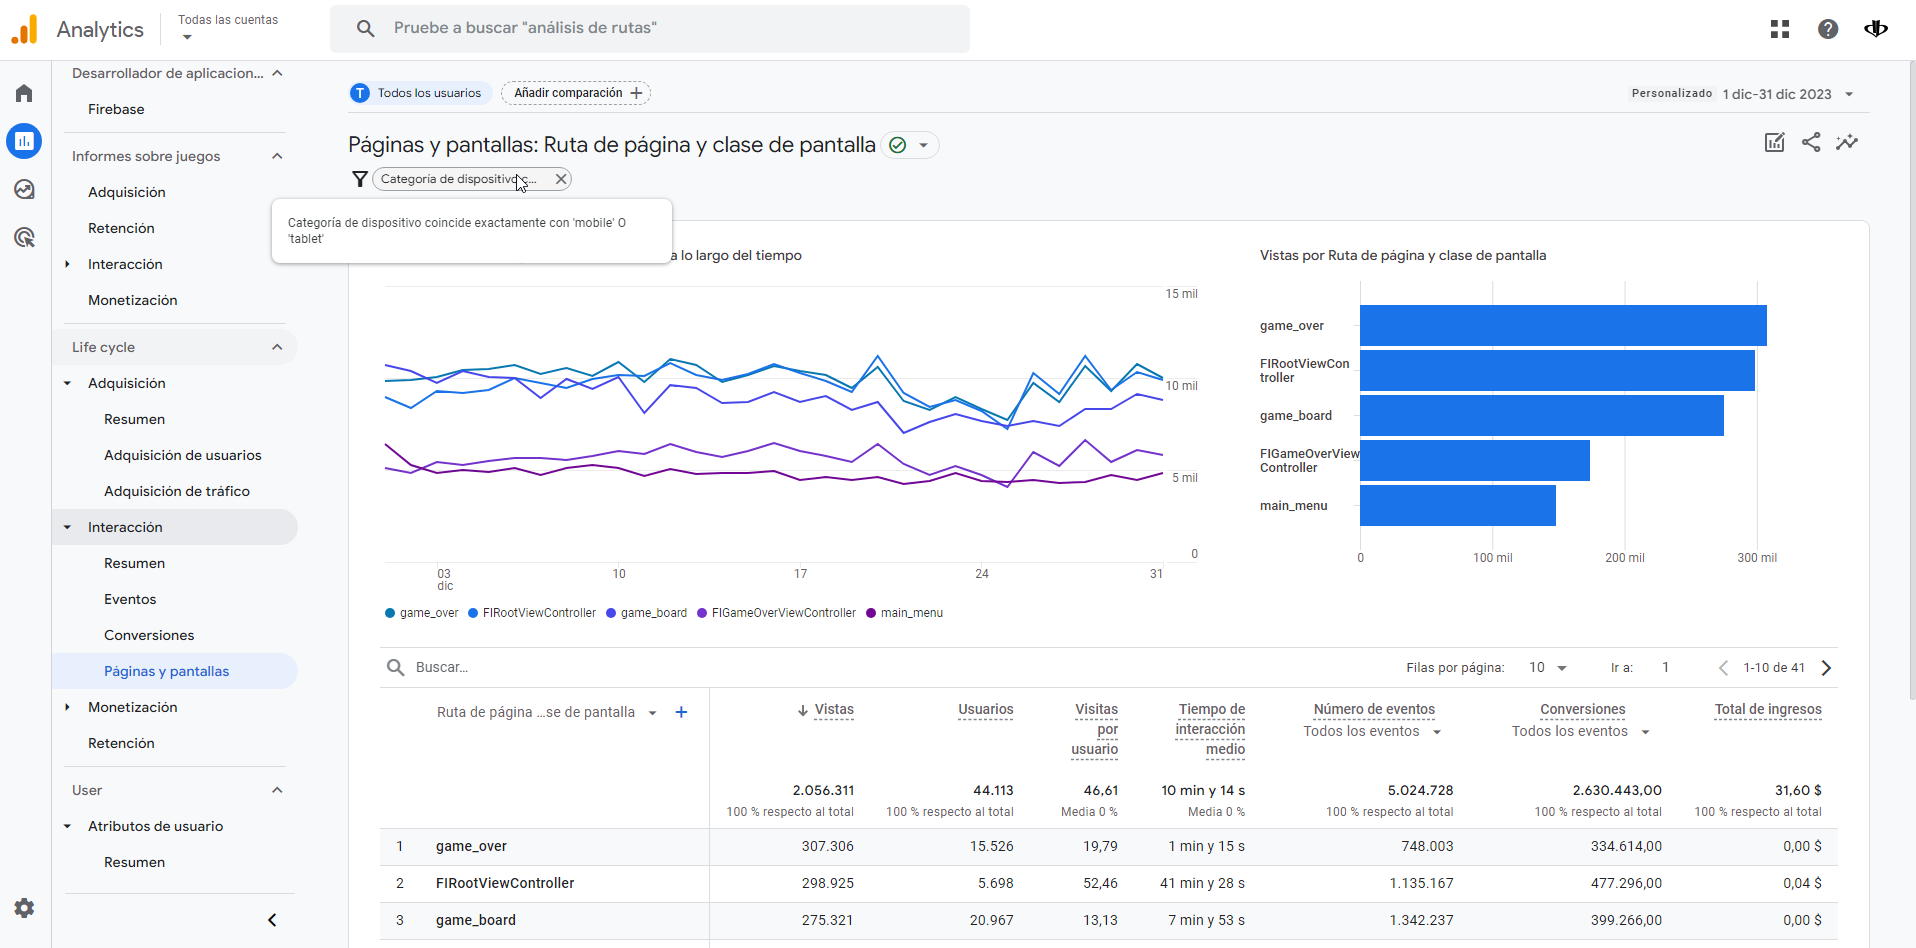 Analytics
Todas las cuentas
Pruebe a buscar "análisis de rutas"
Desarrollador de aplicacion...
Firebase
Informes sobre juegos
Adquisición
Retención
Interacción
Monetización
Life cycle
Adquisición
Resumen
Adquisición de usuarios
Adquisición de tráfico
Interacción
Resumen
Eventos
Conversiones
Páginas y pantallas
Monetización
Retención
User
Atributos de usuario
Resumen
T Todos los usuarios
Añadir comparación +
Personalizado 1 dic-31 dic 2023
Páginas y pantallas: Ruta de página y clase de pantalla
Categoría de dispositivo c...
Categoría de dispositivo coincide exactamente con 'mobile' O
'tablet'
a lo largo del tiempo
15 mil
10 mil
5 mil
0
03
dic
10
17
24
31
game_over
FIRootViewController
game_board
FIGameOverViewController
main_menu
Vistas por Ruta de página y clase de pantalla
game_over
FIRootViewCon
troller
game_board
FIGameOverView
Controller
main_menu
0
100 mil
200 mil
300 mil
Buscar...
Filas por página: 10
Ir a: 1
1-10 de 41
Ruta de página ...se de pantalla +
Vistas
Usuarios
Visitas
por
usuario
Tiempo de
interacción
medio
Número de eventos
Todos los eventos
Conversiones
Todos los eventos
Total de ingresos
2.056.311 44.113 46,61 10 min y 14 s 5.024.728 2.630.443,00 31,60 $
100 % respecto al total 100 % respecto al total Media 0 % Media 0 % 100 % respecto al total 100 % respecto al total 100 % respecto al total
1 game_over 307.306 15.526 19,79 1 min y 15 s 748.003 334.614,00 0,00 $
2 FIRootViewController 298.925 5.698 52,46 41 min y 28 s 1.135.167 477.296,00 0,04 $
3 game_board 275.321 20.967 13,13 7 min y 53 s 1.342.237 399.266,00 0,00 $